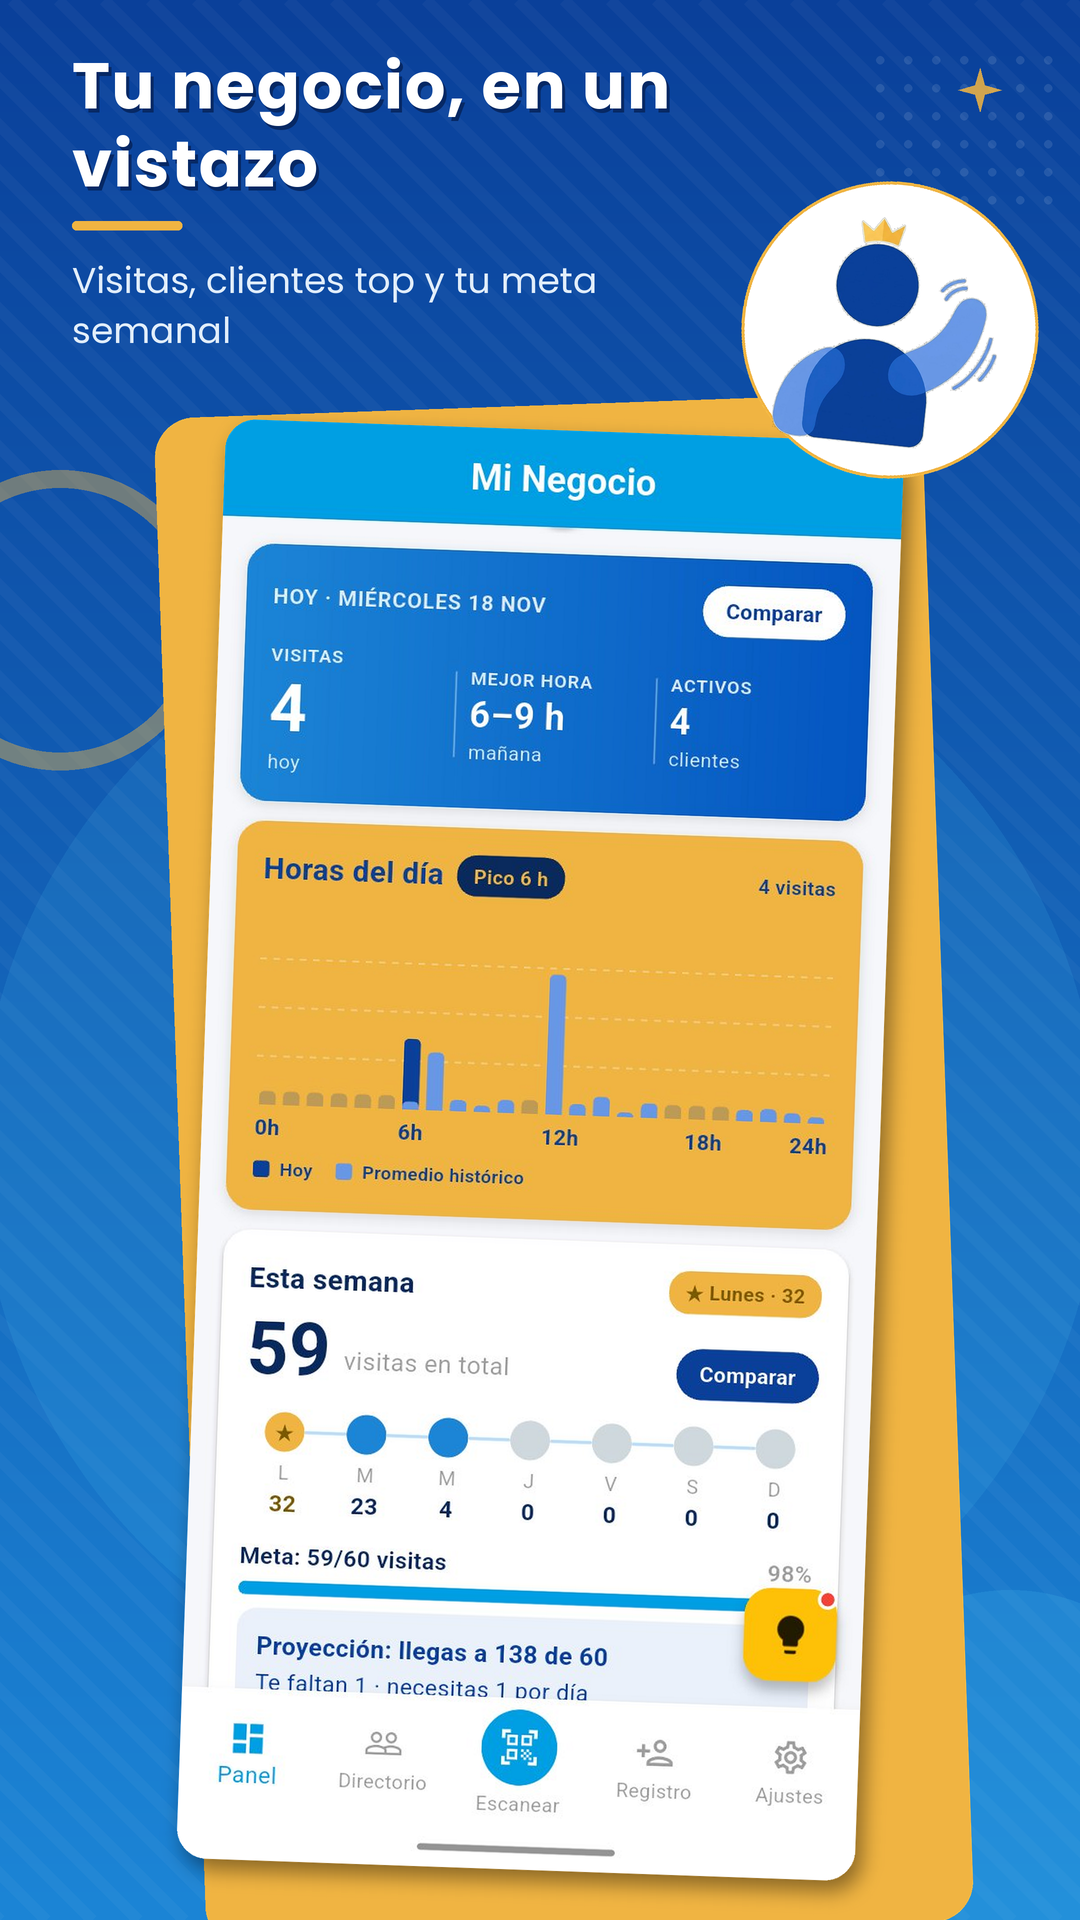 Tu negocio, en un
vistazo
Visitas, clientes top y tu meta
semanal
Mi Negocio
HOY · MIÉRCOLES 18 NOV
Comparar
VISITAS
4
hoy
MEJOR HORA
6–9 h
mañana
ACTIVOS
4
clientes
Horas del día
Pico 6 h
4 visitas
0h 6h 12h 18h 24h
Hoy Promedio histórico
Esta semana
★ Lunes · 32
59 visitas en total
Comparar
L M M J V S D
32 23 4 0 0 0 0
Meta: 59/60 visitas
98%
Proyección: llegas a 138 de 60
Te faltan 1 · necesitas 1 por día
Panel Directorio Escanear Registro Ajustes